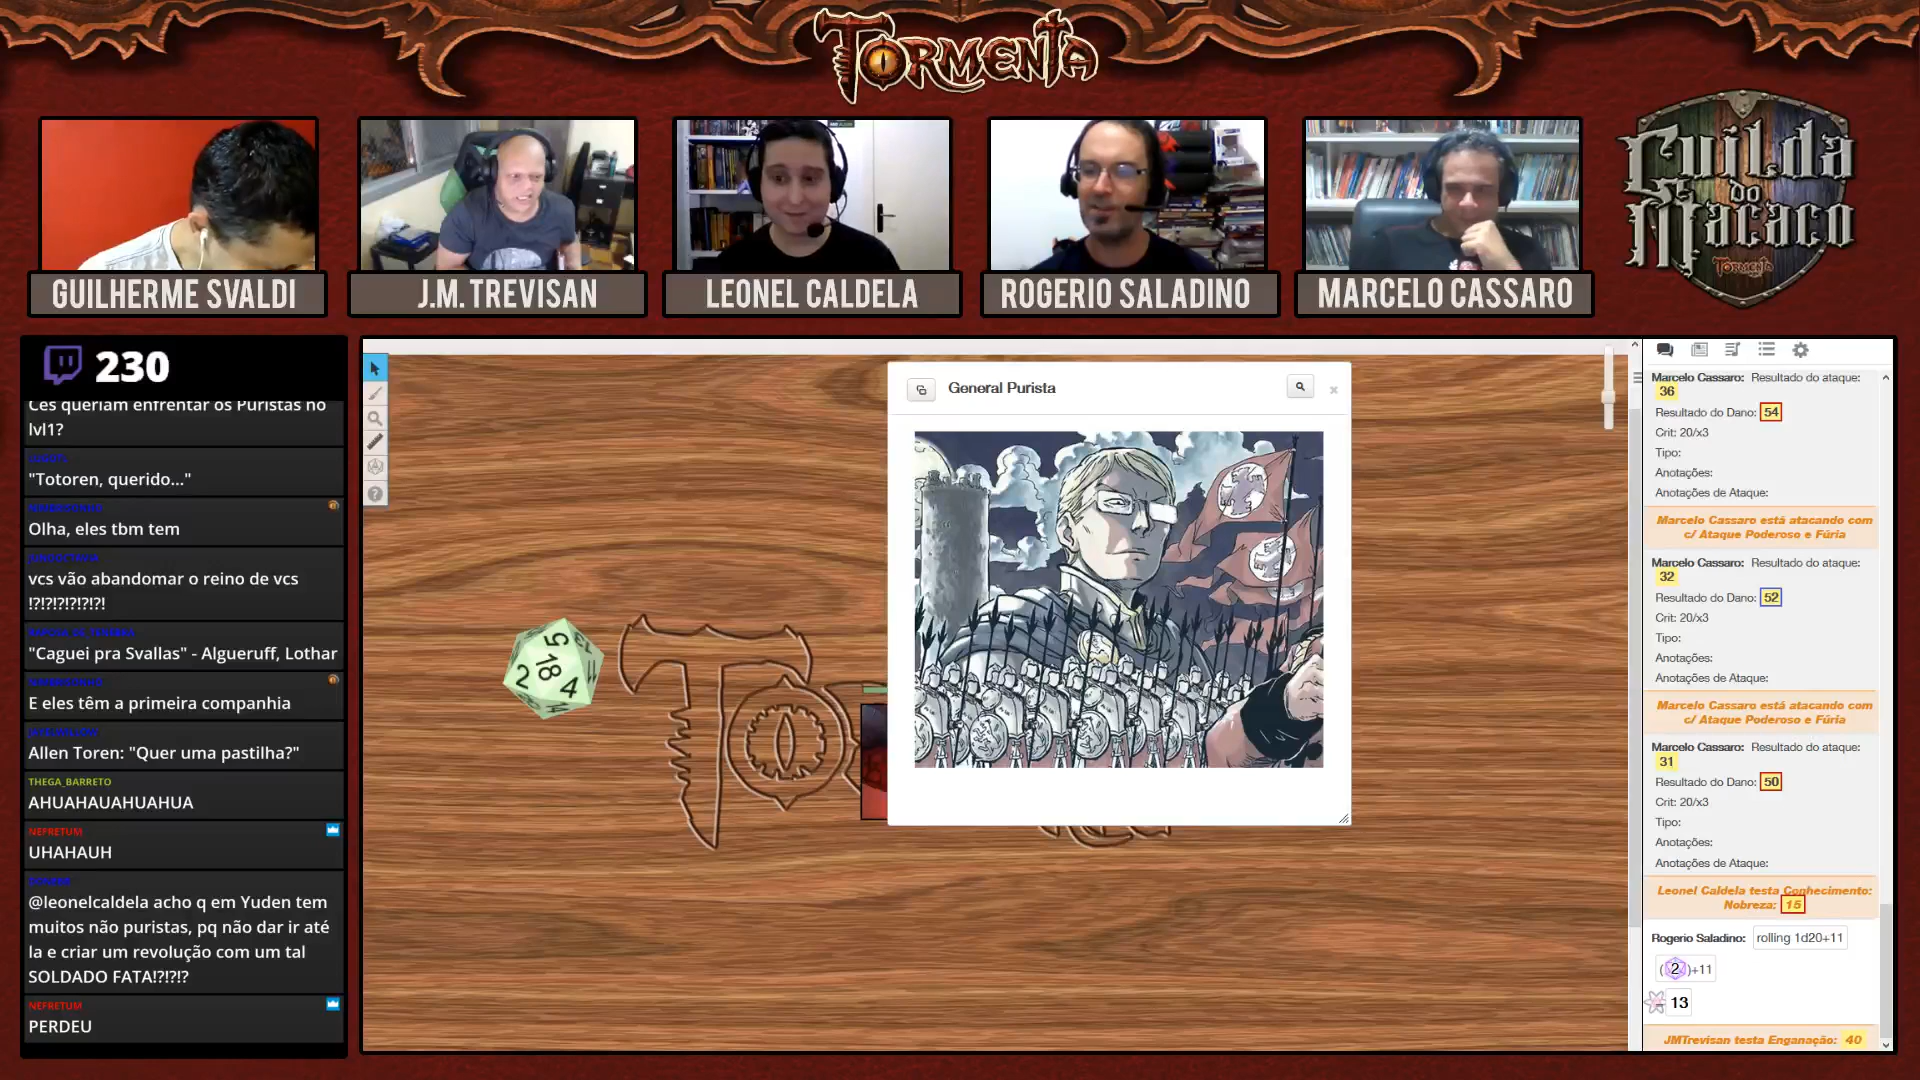 TORMENTA
Guilda
do
Macaco
TORMENTA
GUILHERME SVALDI
J.M. TREVISAN
LEONEL CALDELA
ROGERIO SALADINO
MARCELO CASSARO
230
Ces queriam enfrentar os Puristas no
lvl1?
"Totoren, querido..."
Olha, eles tbm tem
vcs vão abandomar o reino de vcs
!?!?!?!?!?!?!
"Caguei pra Svallas" - Algueruff, Lothar
E eles têm a primeira companhia
Allen Toren: "Quer uma pastilha?"
THEGA_BARRETO
AHUAHAUAHUAHUA
NEFRETUM
UHAHAUH
@leonelcaldela acho q em Yuden tem
muitos não puristas, pq não dar ir até
la e criar um revolução com um tal
SOLDADO FATA!?!?!?
NEFRETUM
PERDEU
5
18
2
4
General Purista
Marcelo Cassaro: Resultado do ataque:
36
Resultado do Dano: 54
Crit: 20/x3
Tipo:
Anotações:
Anotações de Ataque:
Marcelo Cassaro está atacando com
c/ Ataque Poderoso e Fúria
Marcelo Cassaro: Resultado do ataque:
32
Resultado do Dano: 52
Crit: 20/x3
Tipo:
Anotações:
Anotações de Ataque:
Marcelo Cassaro está atacando com
c/ Ataque Poderoso e Fúria
Marcelo Cassaro: Resultado do ataque:
31
Resultado do Dano: 50
Crit: 20/x3
Tipo:
Anotações:
Anotações de Ataque:
Leonel Caldela testa Conhecimento:
Nobreza: 15
Rogerio Saladino: rolling 1d20+11
(2)+11
13
JMTrevisan testa Enganação: 40